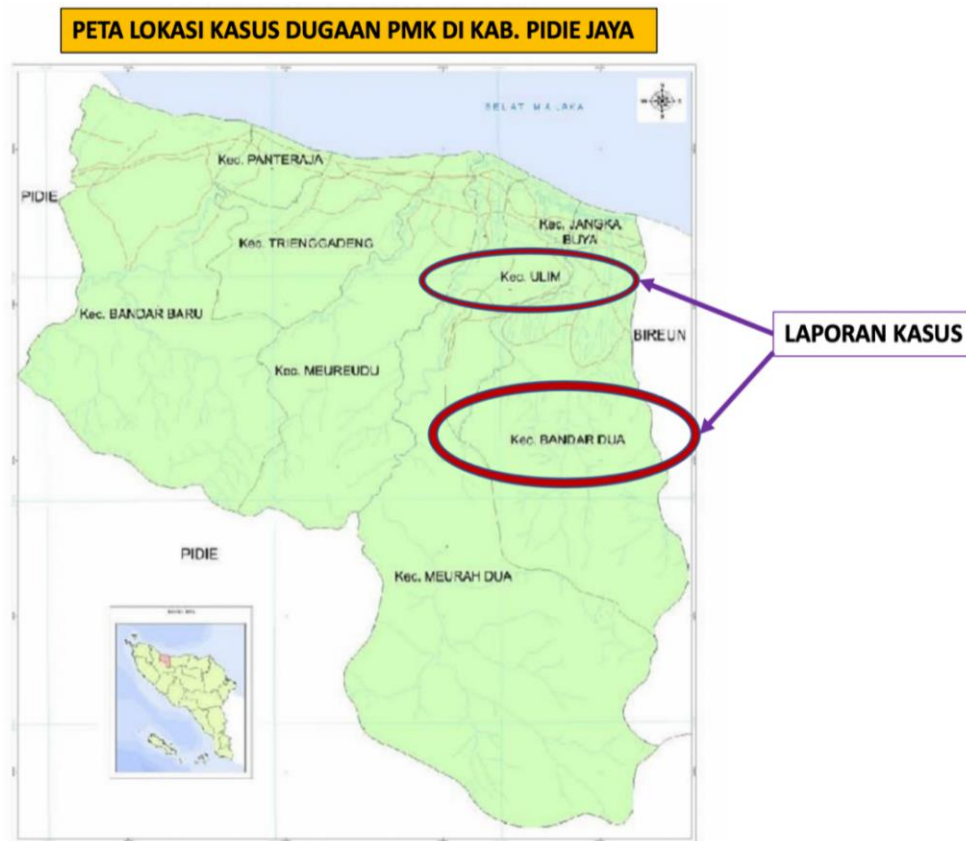 PETA LOKASI KASUS DUGAAN PMK DI KAB. PIDIE JAYA
SELAT MALAKA
Kec. PANTERAJA
PIDIE
Kec. JANGKA
BUYA
Kec. TRIENGGADENG
Kec. ULIM
Kec. BANDAR BARU
BIREUN
LAPORAN KASUS
Kec. MEUREUDU
Kec. BANDAR DUA
PIDIE
Kec. MEURAH DUA